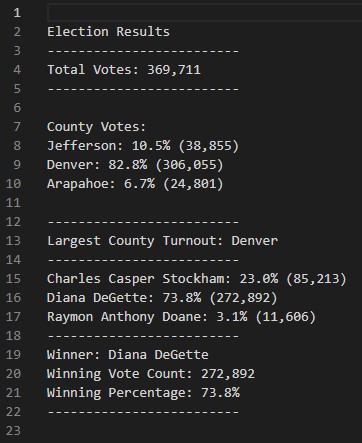 1
2 Election Results
3 -------------------------
4 Total Votes: 369,711
5 -------------------------
6
7 County Votes:
8 Jefferson: 10.5% (38,855)
9 Denver: 82.8% (306,055)
10 Arapahoe: 6.7% (24,801)
11
12 -------------------------
13 Largest County Turnout: Denver
14 -------------------------
15 Charles Casper Stockham: 23.0% (85,213)
16 Diana DeGette: 73.8% (272,892)
17 Raymon Anthony Doane: 3.1% (11,606)
18 -------------------------
19 Winner: Diana DeGette
20 Winning Vote Count: 272,892
21 Winning Percentage: 73.8%
22 -------------------------
23